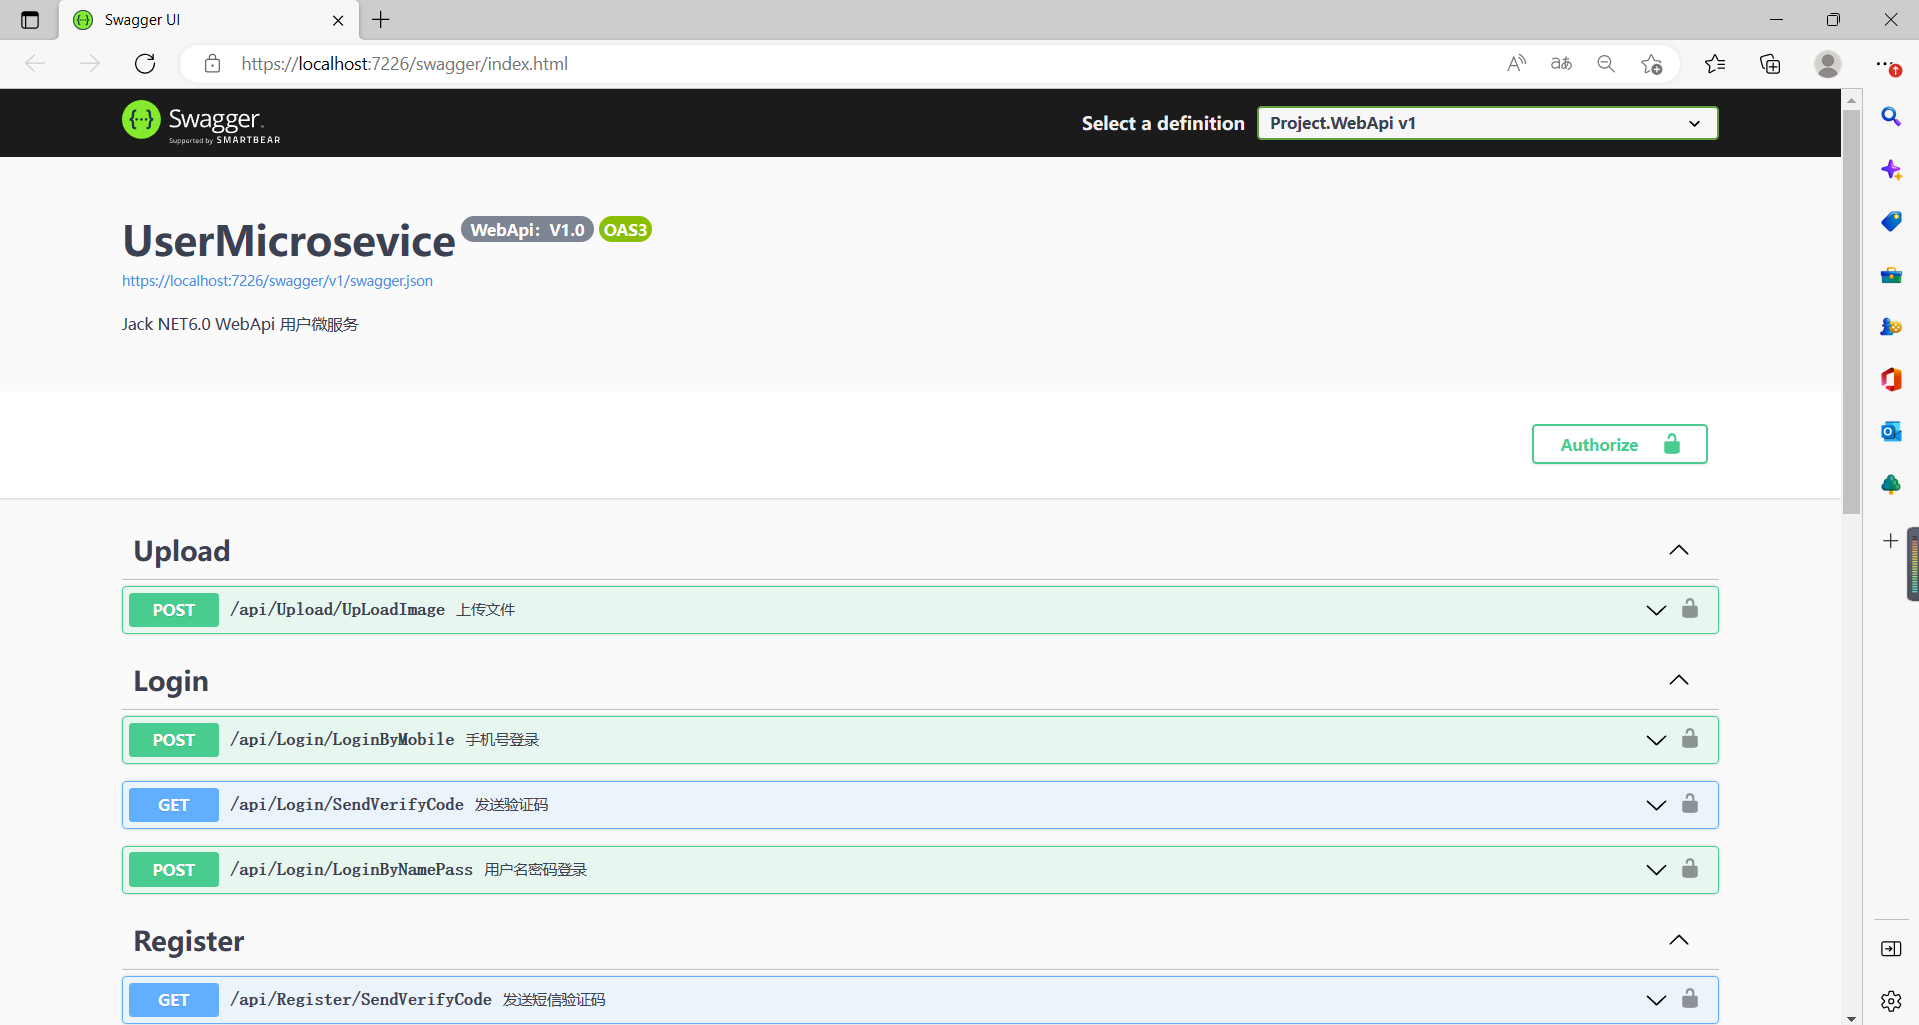 Swagger UI
https://localhost:7226/swagger/index.html
Swagger
Supported by SMARTBEAR
Select a definition
Project.WebApi v1
UserMicrosevice
WebApi：V1.0
OAS3
https://localhost:7226/swagger/v1/swagger.json
Jack NET6.0 WebApi 用户微服务
Authorize
Upload
POST /api/Upload/UpLoadImage 上传文件
Login
POST /api/Login/LoginByMobile 手机号登录
GET /api/Login/SendVerifyCode 发送验证码
POST /api/Login/LoginByNamePass 用户名密码登录
Register
GET /api/Register/SendVerifyCode 发送短信验证码